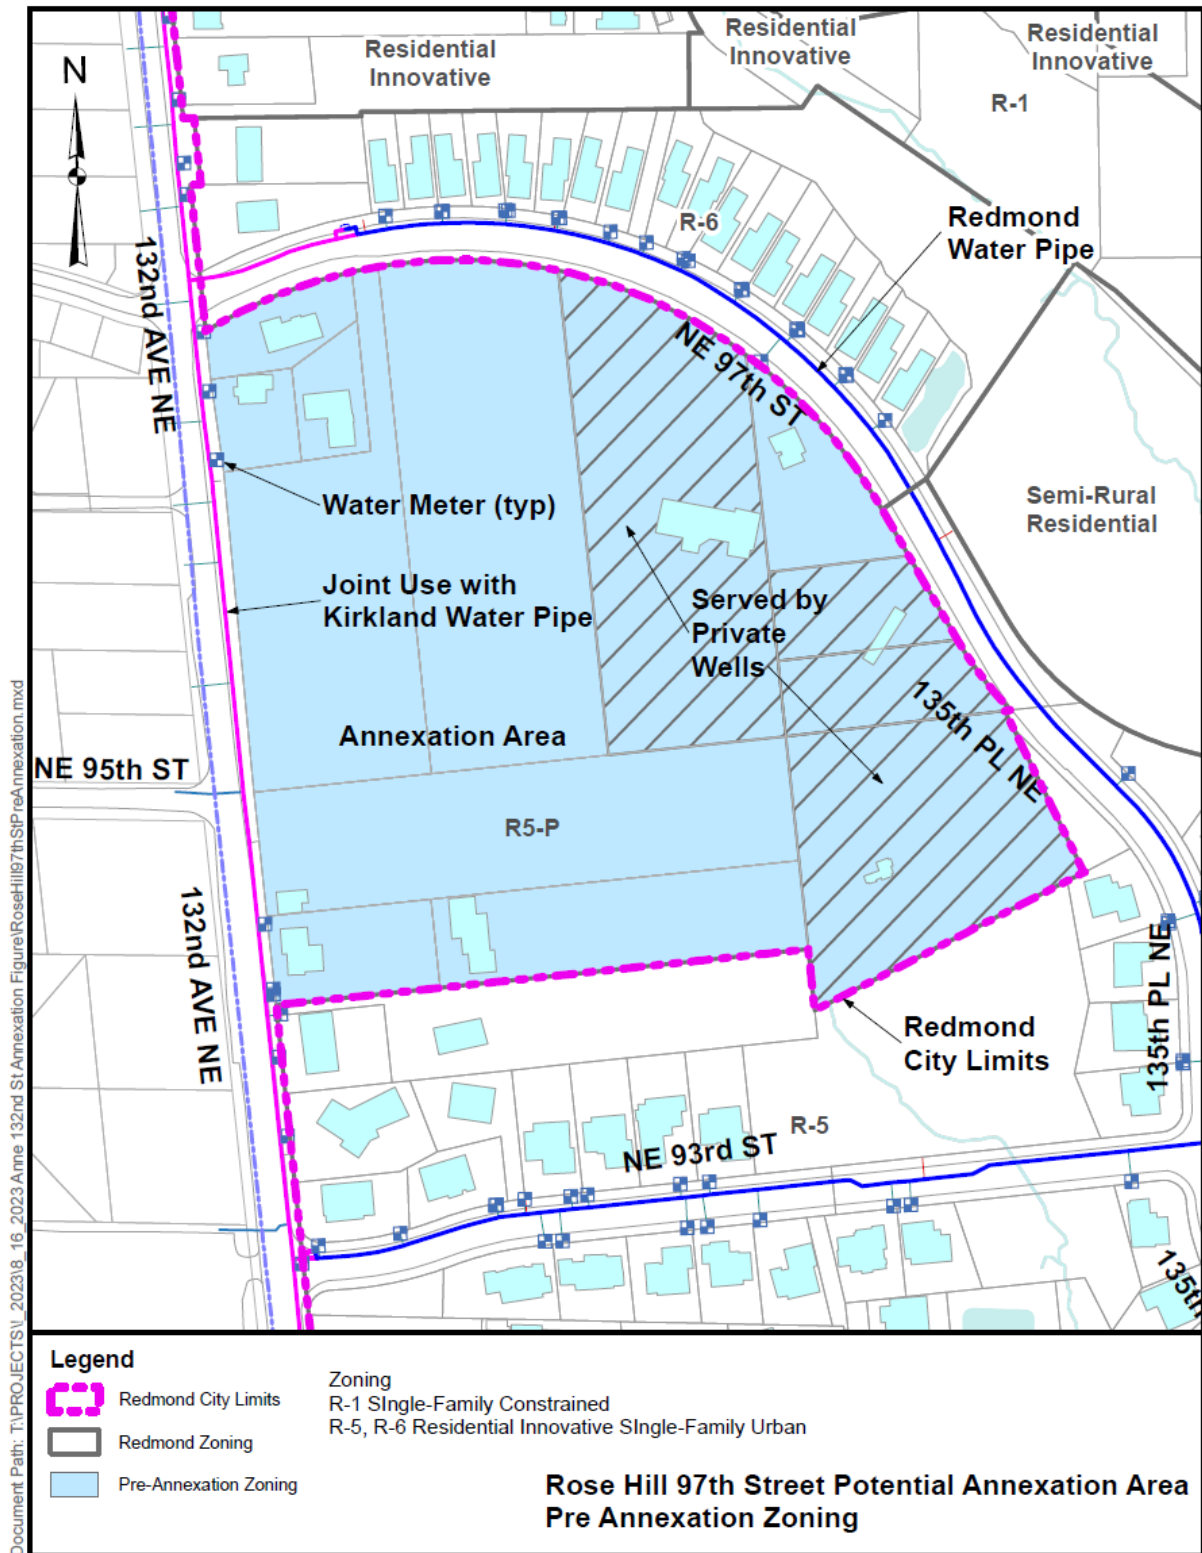 Residential
Innovative
Residential
Innovative
Residential
Innovative
R-1
N
R-6
Redmond
Water Pipe
132nd AVE NE
NE 97th ST
Water Meter (typ)
Semi-Rural
Residential
Joint Use with
Kirkland Water Pipe
Served by
Private
Wells
135th PL NE
Annexation Area
NE 95th ST
R5-P
132nd AVE NE
Redmond
City Limits
135th PL NE
R-5
NE 93rd ST
135th
Document Path: T:\PROJECTS\!_2023\8_16_2023 Anne 132nd St Annexation Figure\RoseHill97thStPreAnnexation.mxd
Legend
Redmond City Limits
Redmond Zoning
Pre-Annexation Zoning
Zoning
R-1 SIngle-Family Constrained
R-5, R-6 Residential Innovative SIngle-Family Urban
Rose Hill 97th Street Potential Annexation Area
Pre Annexation Zoning